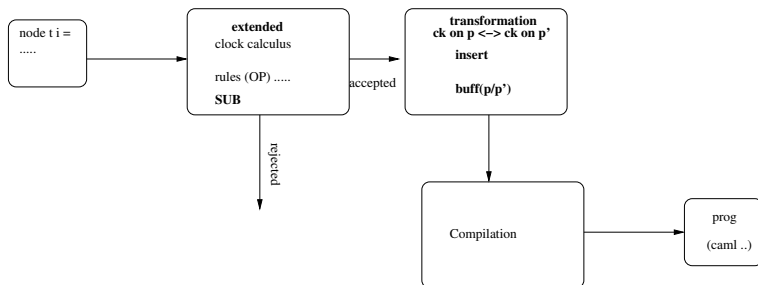 node t i =
.....
extended
clock calculus
rules (OP) .....
SUB
accepted
rejected
transformation
ck on p <-> ck on p'
insert
buff(p/p')
Compilation
prog
(caml ..)